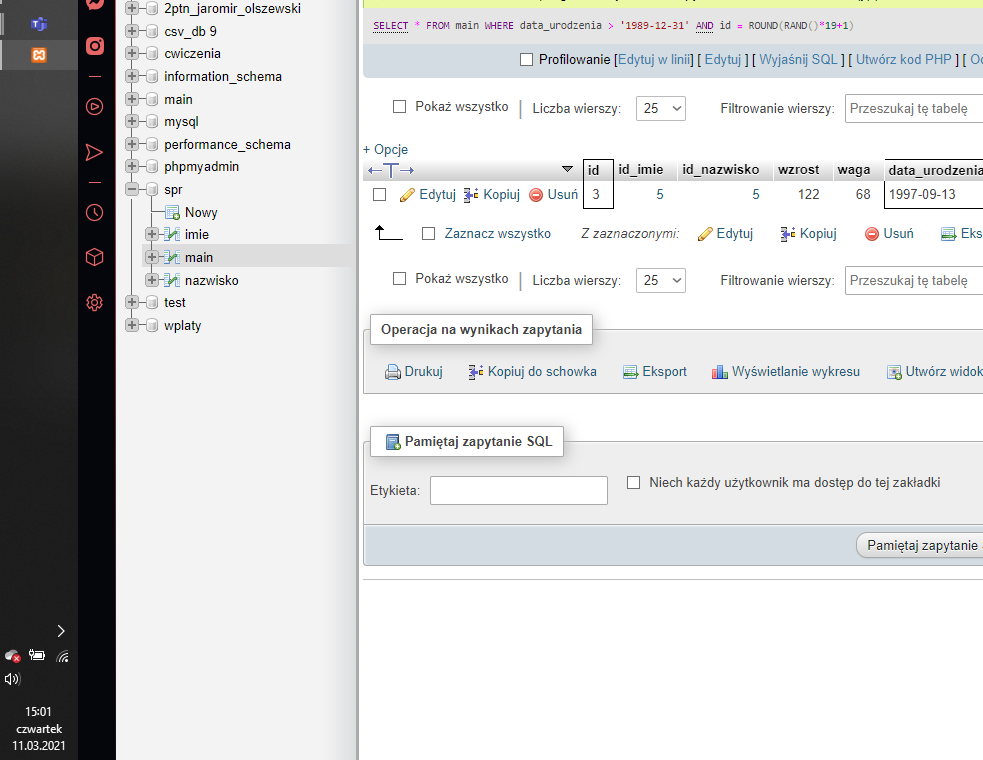 2ptn_jaromir_olszewski
csv_db 9
cwiczenia
information_schema
main
mysql
performance_schema
phpmyadmin
spr
Nowy
imie
main
nazwisko
test
wplaty
SELECT * FROM main WHERE data_urodzenia > '1989-12-31' AND id = ROUND(RAND()*19+1)
Profilowanie [Edytuj w linii] [ Edytuj ] [ Wyjaśnij SQL ] [ Utwórz kod PHP ] [
Pokaż wszystko | Liczba wierszy: 25 Filtrowanie wierszy: Przeszukaj tę tabelę
+ Opcje
id id_imie id_nazwisko wzrost waga data_urodzenia
Edytuj Kopiuj Usuń 3 5 5 122 68 1997-09-13
Zaznacz wszystko Z zaznaczonymi: Edytuj Kopiuj Usuń Eks
Pokaż wszystko | Liczba wierszy: 25 Filtrowanie wierszy: Przeszukaj tę tabelę
Operacja na wynikach zapytania
Drukuj Kopiuj do schowka Eksport Wyświetlanie wykresu Utwórz widok
Pamiętaj zapytanie SQL
Etykieta: Niech każdy użytkownik ma dostęp do tej zakładki
Pamiętaj zapytanie
15:01
czwartek
11.03.2021